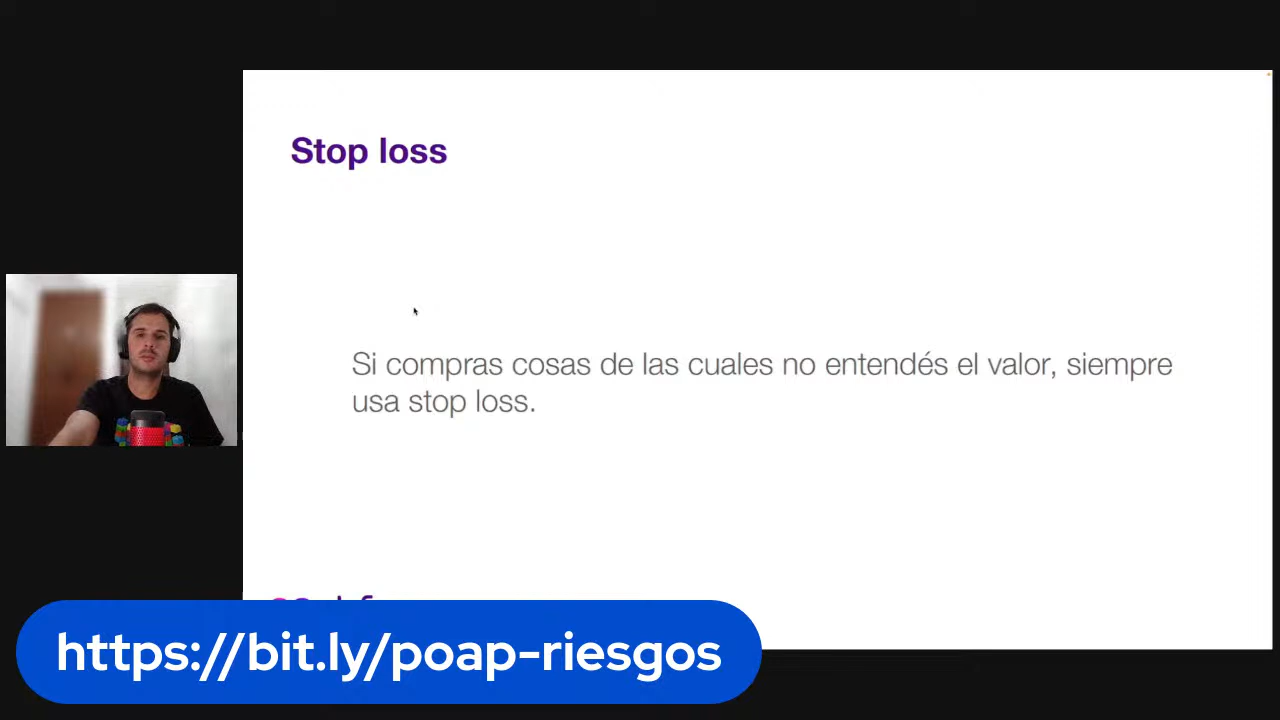 Stop loss
Si compras cosas de las cuales no entendés el valor, siempre
usa stop loss.
https://bit.ly/poap-riesgos